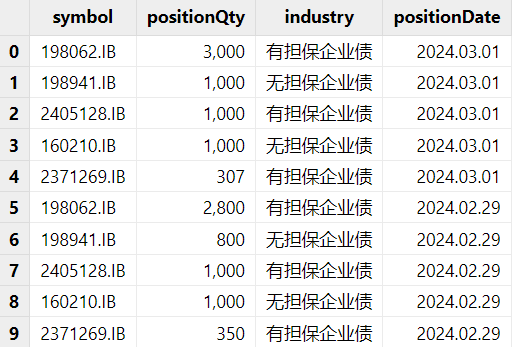 symbol positionQty industry positionDate
0 198062.IB 3,000 有担保企业债 2024.03.01
1 198941.IB 1,000 无担保企业债 2024.03.01
2 2405128.IB 1,000 有担保企业债 2024.03.01
3 160210.IB 1,000 无担保企业债 2024.03.01
4 2371269.IB 307 有担保企业债 2024.03.01
5 198062.IB 2,800 有担保企业债 2024.02.29
6 198941.IB 800 无担保企业债 2024.02.29
7 2405128.IB 1,000 有担保企业债 2024.02.29
8 160210.IB 1,000 无担保企业债 2024.02.29
9 2371269.IB 350 有担保企业债 2024.02.29